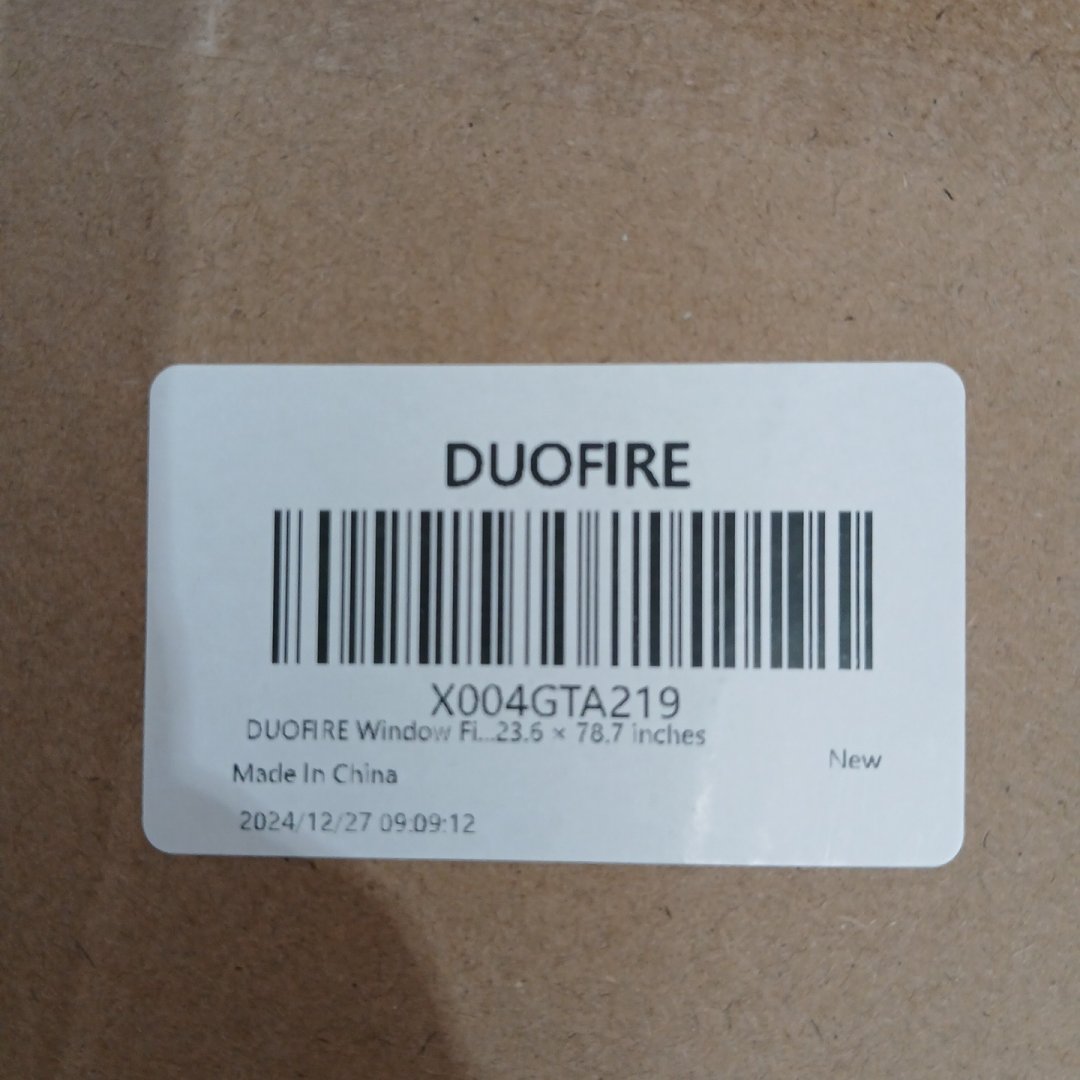 DUOFIRE
X004GTA219
DUOFIRE Window Fi...23.6 × 78.7 inches
New
Made In China
2024/12/27 09:09:12